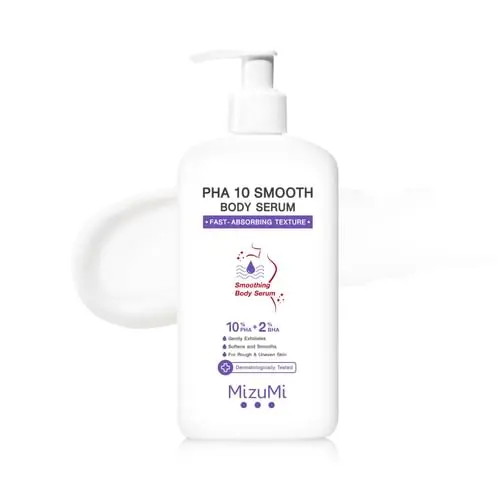 PHA 10 SMOOTH
BODY SERUM
• FAST-ABSORBING TEXTURE •
Smoothing
Body Serum
10% PHA + 2% BHA
Gently Exfoliates
Softens and Smooths
For Rough & Uneven Skin
Dermatologically Tested
MizuMi